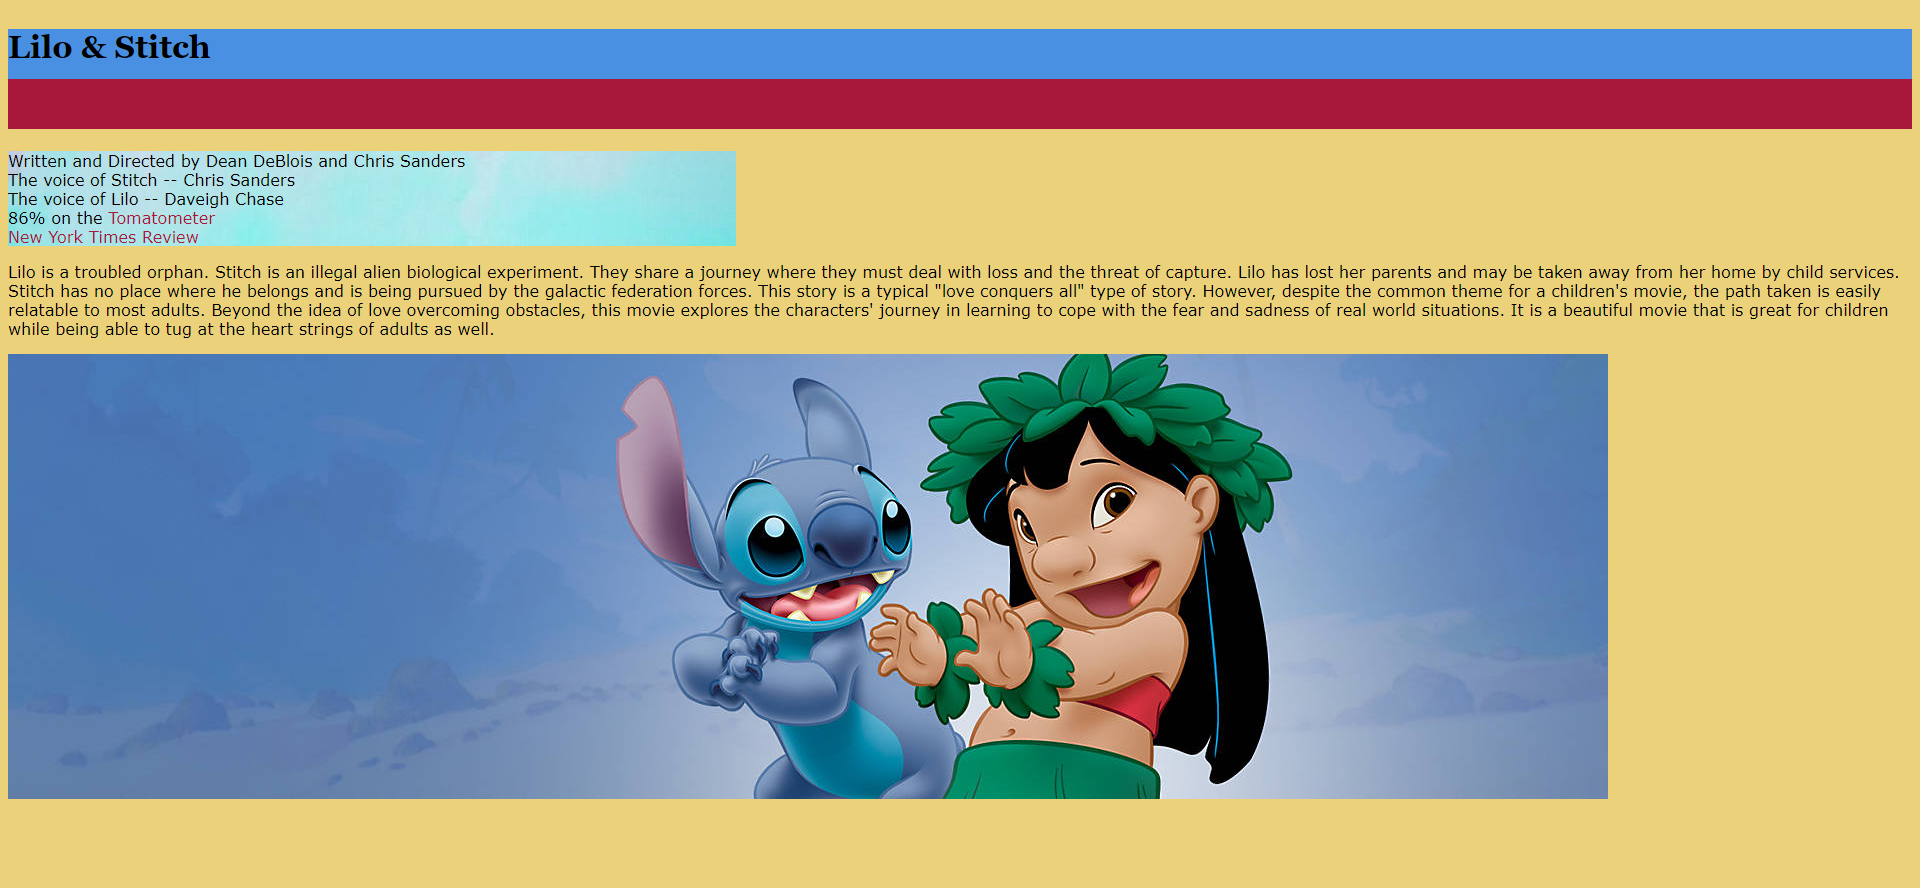 Lilo & Stitch
Written and Directed by Dean DeBlois and Chris Sanders
The voice of Stitch -- Chris Sanders
The voice of Lilo -- Daveigh Chase
86% on the Tomatometer
New York Times Review
Lilo is a troubled orphan. Stitch is an illegal alien biological experiment. They share a journey where they must deal with loss and the threat of capture. Lilo has lost her parents and may be taken away from her home by child services.
Stitch has no place where he belongs and is being pursued by the galactic federation forces. This story is a typical "love conquers all" type of story. However, despite the common theme for a children's movie, the path taken is easily
relatable to most adults. Beyond the idea of love overcoming obstacles, this movie explores the characters' journey in learning to cope with the fear and sadness of real world situations. It is a beautiful movie that is great for children
while being able to tug at the heart strings of adults as well.